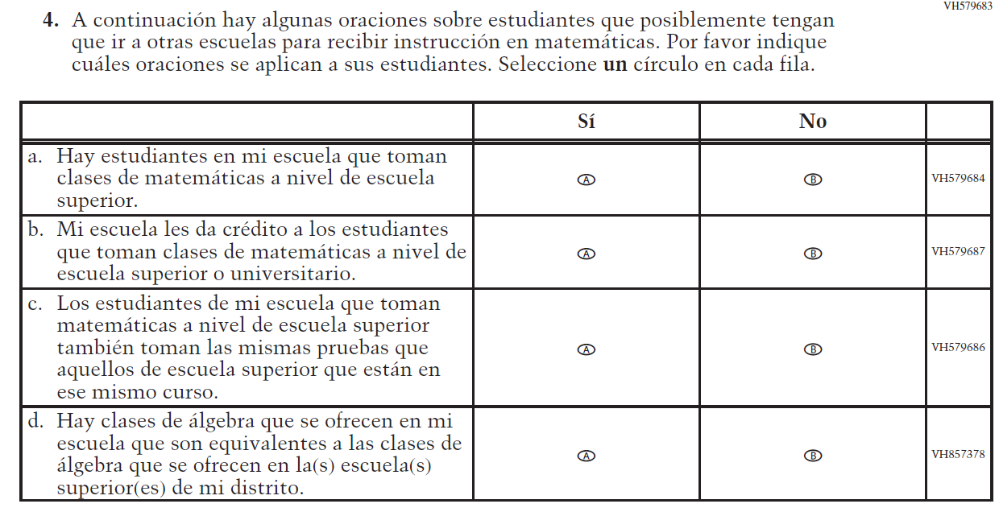 VH579683
4. A continuación hay algunas oraciones sobre estudiantes que posiblemente tengan
que ir a otras escuelas para recibir instrucción en matemáticas. Por favor indique
cuáles oraciones se aplican a sus estudiantes. Seleccione un círculo en cada fila.
Sí No
a. Hay estudiantes en mi escuela que toman
clases de matemáticas a nivel de escuela
superior.
A B VH579684
b. Mi escuela les da crédito a los estudiantes
que toman clases de matemáticas a nivel de
escuela superior o universitario.
A B VH579687
c. Los estudiantes de mi escuela que toman
matemáticas a nivel de escuela superior
también toman las mismas pruebas que
aquellos de escuela superior que están en
ese mismo curso.
A B VH579686
d. Hay clases de álgebra que se ofrecen en mi
escuela que son equivalentes a las clases de
álgebra que se ofrecen en la(s) escuela(s)
superior(es) de mi distrito.
A B VH857378